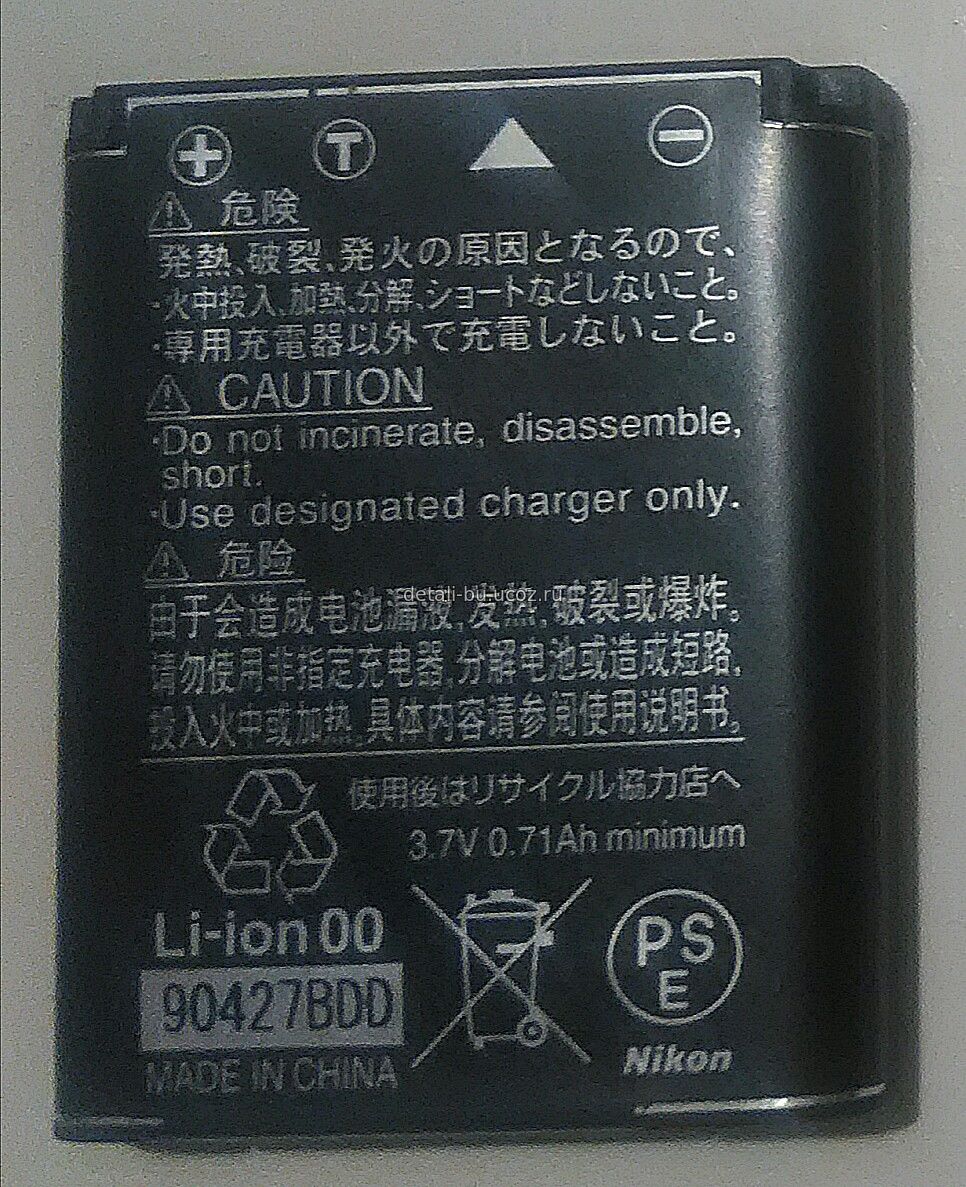 + T −
⚠ 危険
発熱、破裂、発火の原因となるので、
・火中投入、加熱、分解、ショートなどしないこと。
・専用充電器以外で充電しないこと。
⚠ CAUTION
·Do not incinerate, disassemble,
short.
·Use designated charger only.
⚠ 危险
由于会造成电池漏液,发热,破裂或爆炸。
detali-bu.ucoz.ru
请勿使用非指定充电器,分解电池或造成短路,
投入火中或加热,具体内容请参阅使用说明书。
使用後はリサイクル協力店へ
3.7V 0.71Ah minimum
Li-ion 00
90427BDD
MADE IN CHINA
PS
E
Nikon